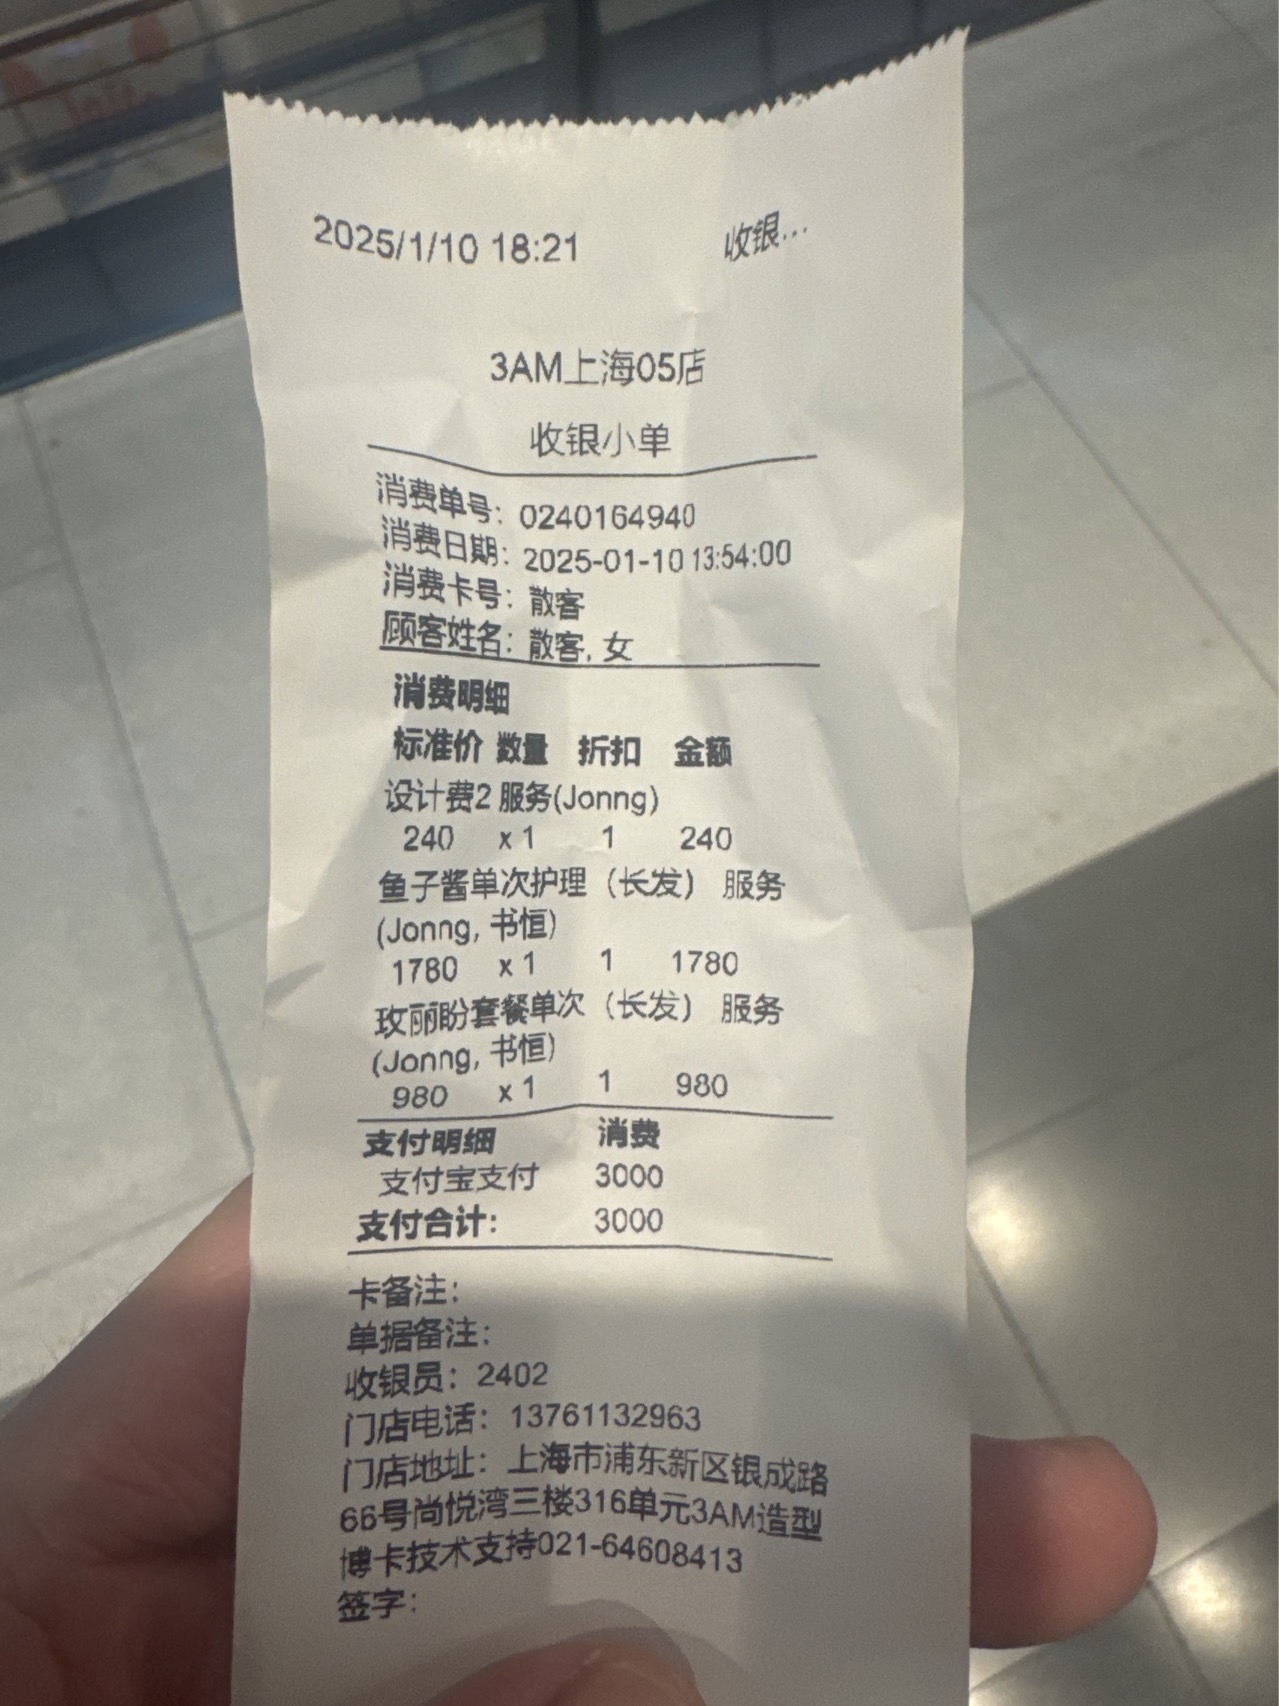 2025/1/10 18:21 收银...
3AM上海05店
收银小单
消费单号：0240164940
消费日期：2025-01-10 13:54:00
消费卡号：散客
顾客姓名：散客, 女
消费明细
标准价 数量 折扣 金额
设计费2 服务(Jonng)
240 x 1 1 240
鱼子酱单次护理（长发） 服务
(Jonng, 书恒)
1780 x 1 1 1780
玫丽盼套餐单次（长发） 服务
(Jonng, 书恒)
980 x 1 1 980
支付明细 消费
支付宝支付 3000
支付合计： 3000
卡备注：
单据备注：
收银员：2402
门店电话：13761132963
门店地址：上海市浦东新区银成路
66号尚悦湾三楼316单元3AM造型
博卡技术支持021-64608413
签字：